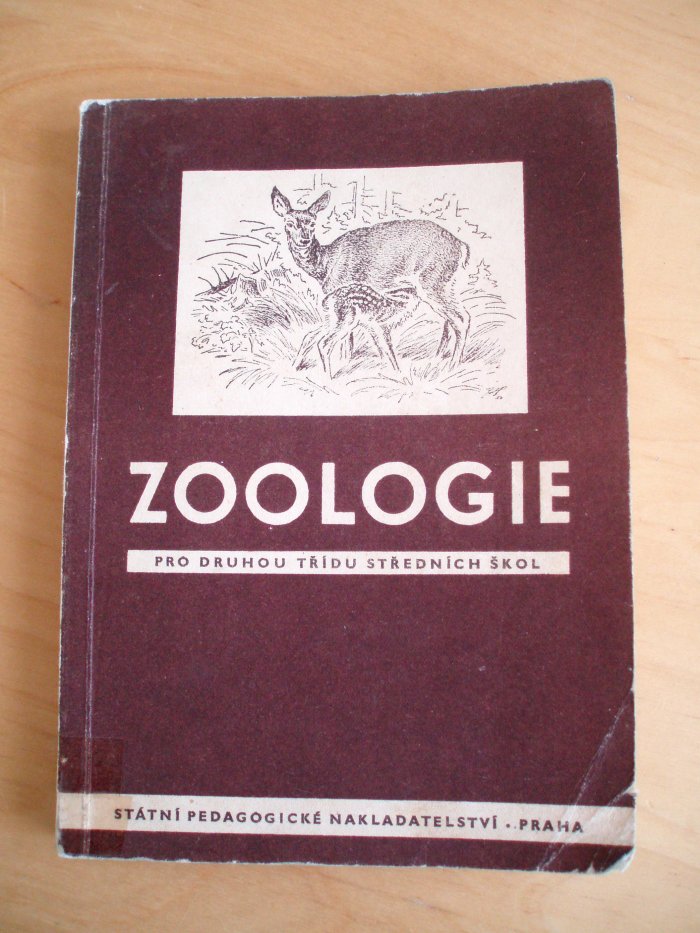 ZOOLOGIE
PRO DRUHOU TŘÍDU STŘEDNÍCH ŠKOL
STÁTNÍ PEDAGOGICKÉ NAKLADATELSTVÍ • PRAHA